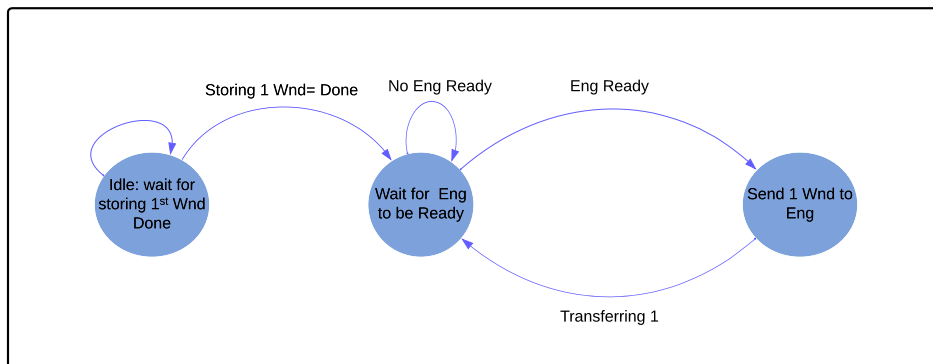 Storing 1 Wnd= Done
No Eng Ready
Eng Ready
Idle: wait for
storing 1st Wnd
Done
Wait for Eng
to be Ready
Send 1 Wnd to
Eng
Transferring 1